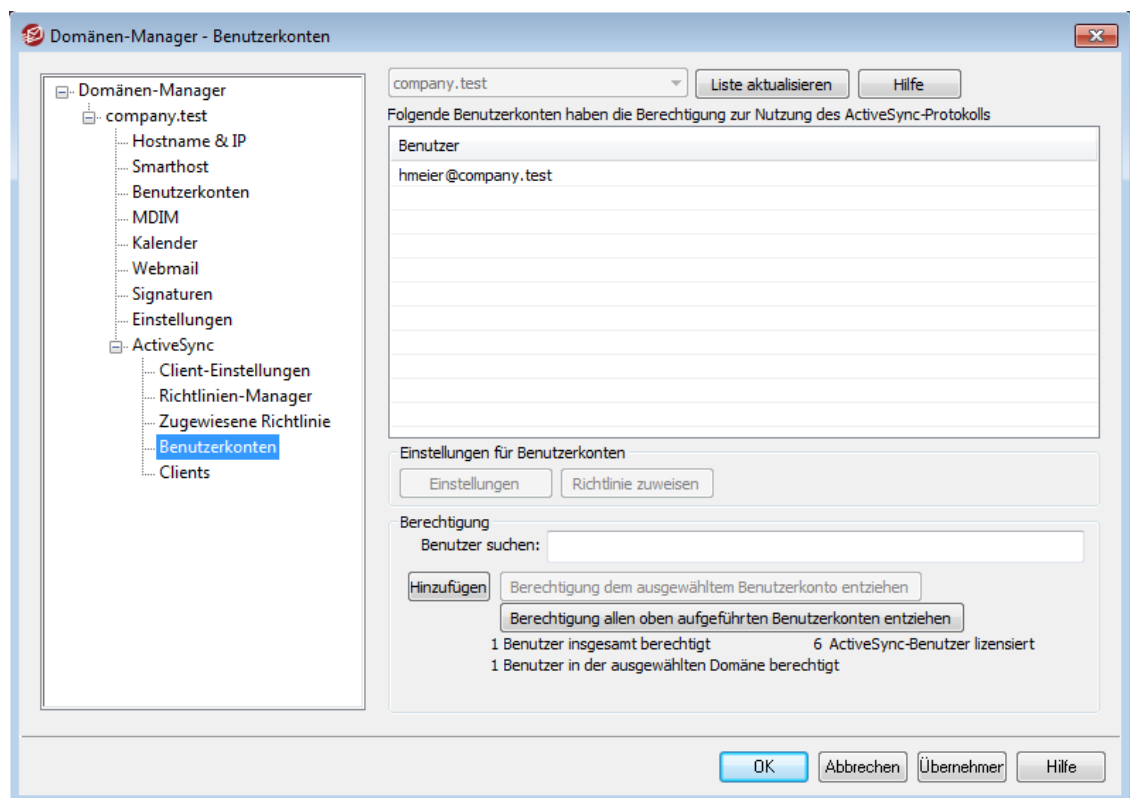 Domänen-Manager - Benutzerkonten
Domänen-Manager
company.test
Hostname & IP
Smarthost
Benutzerkonten
MDIM
Kalender
Webmail
Signaturen
Einstellungen
ActiveSync
Client-Einstellungen
Richtlinien-Manager
Zugewiesene Richtlinie
Benutzerkonten
Clients
company.test
Liste aktualisieren
Hilfe
Folgende Benutzerkonten haben die Berechtigung zur Nutzung des ActiveSync-Protokolls
Benutzer
hmeier@company.test
Einstellungen für Benutzerkonten
Einstellungen
Richtlinie zuweisen
Berechtigung
Benutzer suchen:
Hinzufügen
Berechtigung dem ausgewähltem Benutzerkonto entziehen
Berechtigung allen oben aufgeführten Benutzerkonten entziehen
1 Benutzer insgesamt berechtigt
6 ActiveSync-Benutzer lizensiert
1 Benutzer in der ausgewählten Domäne berechtigt
OK
Abbrechen
Übernehmer
Hilfe